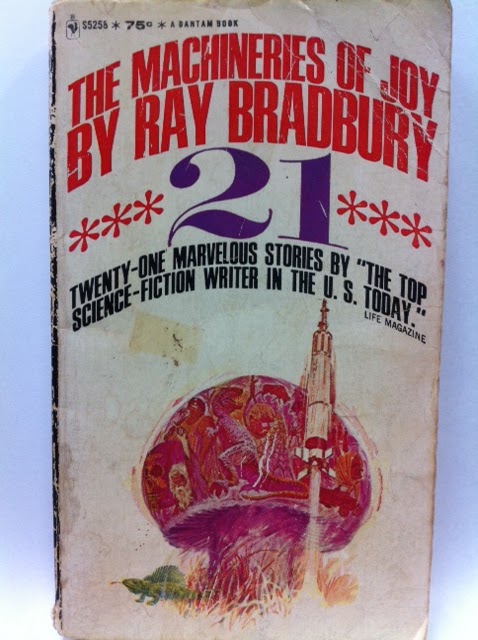 S5258 * 75¢ * A BANTAM BOOK
THE MACHINERIES OF JOY
BY RAY BRADBURY
*** 21 ***
TWENTY-ONE MARVELOUS STORIES BY "THE TOP
SCIENCE-FICTION WRITER IN THE U. S. TODAY."
LIFE MAGAZINE